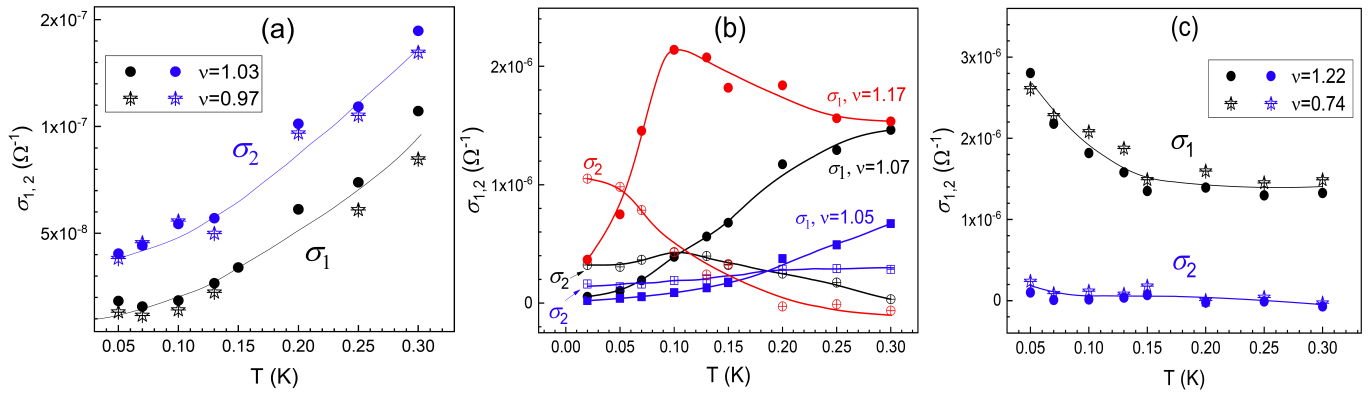 (a)
2x10⁻⁷
1x10⁻⁷
5x10⁻⁸
σ₁,₂ (Ω⁻¹)
ν=1.03
ν=0.97
σ₂
σ₁
0.05 0.10 0.15 0.20 0.25 0.30
T (K)
(b)
2x10⁻⁶
1x10⁻⁶
0
σ₁,₂ (Ω⁻¹)
σ₁, ν=1.17
σ₂
σ₁, ν=1.07
σ₁, ν=1.05
σ₂
σ₂
0.00 0.05 0.10 0.15 0.20 0.25 0.30
T (K)
(c)
3x10⁻⁶
2x10⁻⁶
1x10⁻⁶
0
σ₁,₂ (Ω⁻¹)
ν=1.22
ν=0.74
σ₁
σ₂
0.05 0.10 0.15 0.20 0.25 0.30
T (K)